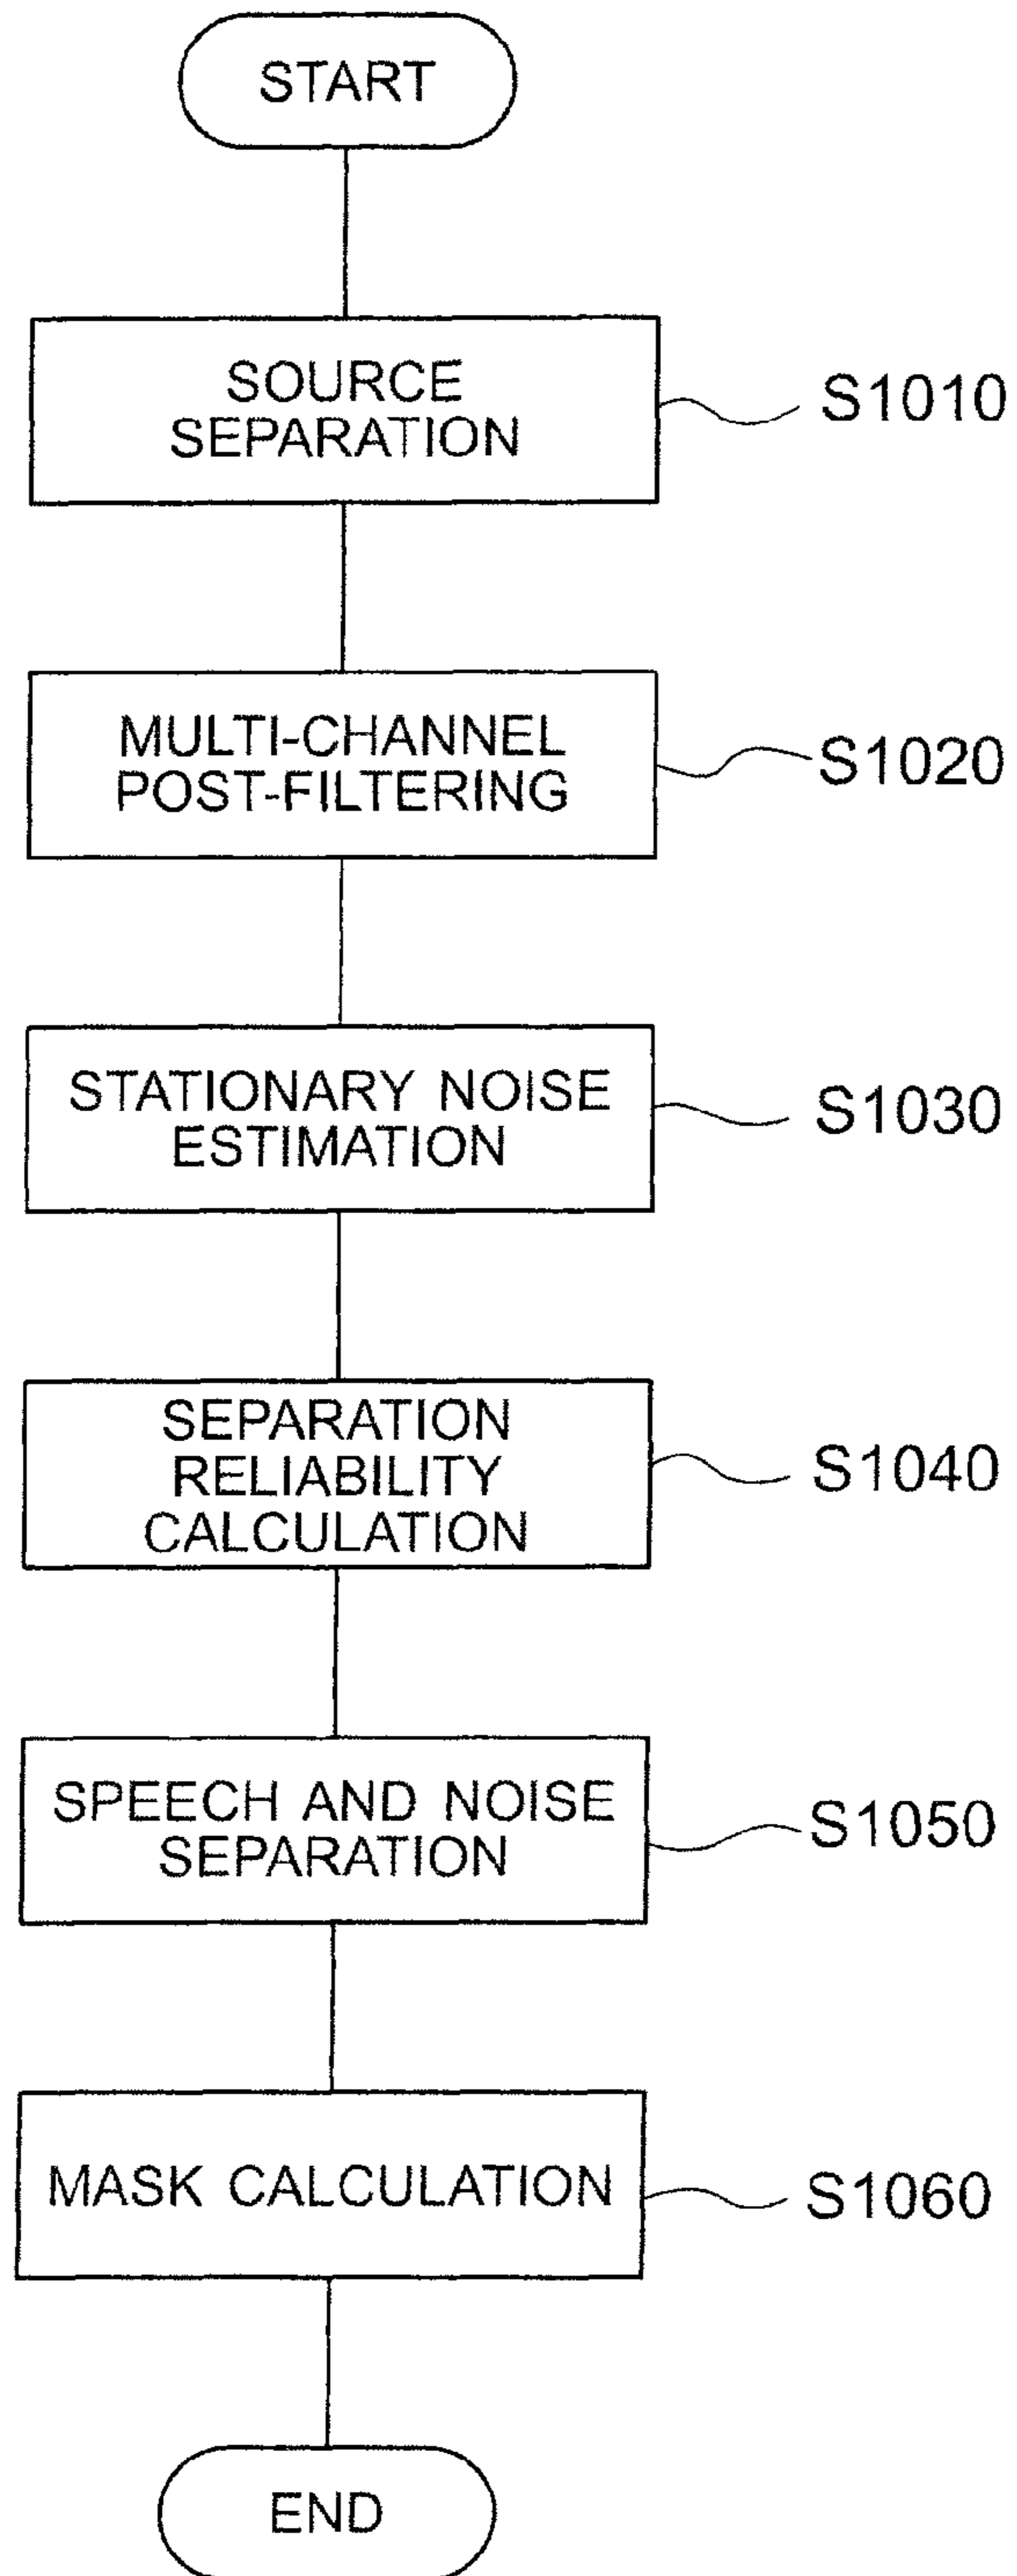 START
SOURCE
SEPARATION
S1010
MULTI-CHANNEL
POST-FILTERING
S1020
STATIONARY NOISE
ESTIMATION
S1030
SEPARATION
RELIABILITY
CALCULATION
S1040
SPEECH AND NOISE
SEPARATION
S1050
MASK CALCULATION
S1060
END